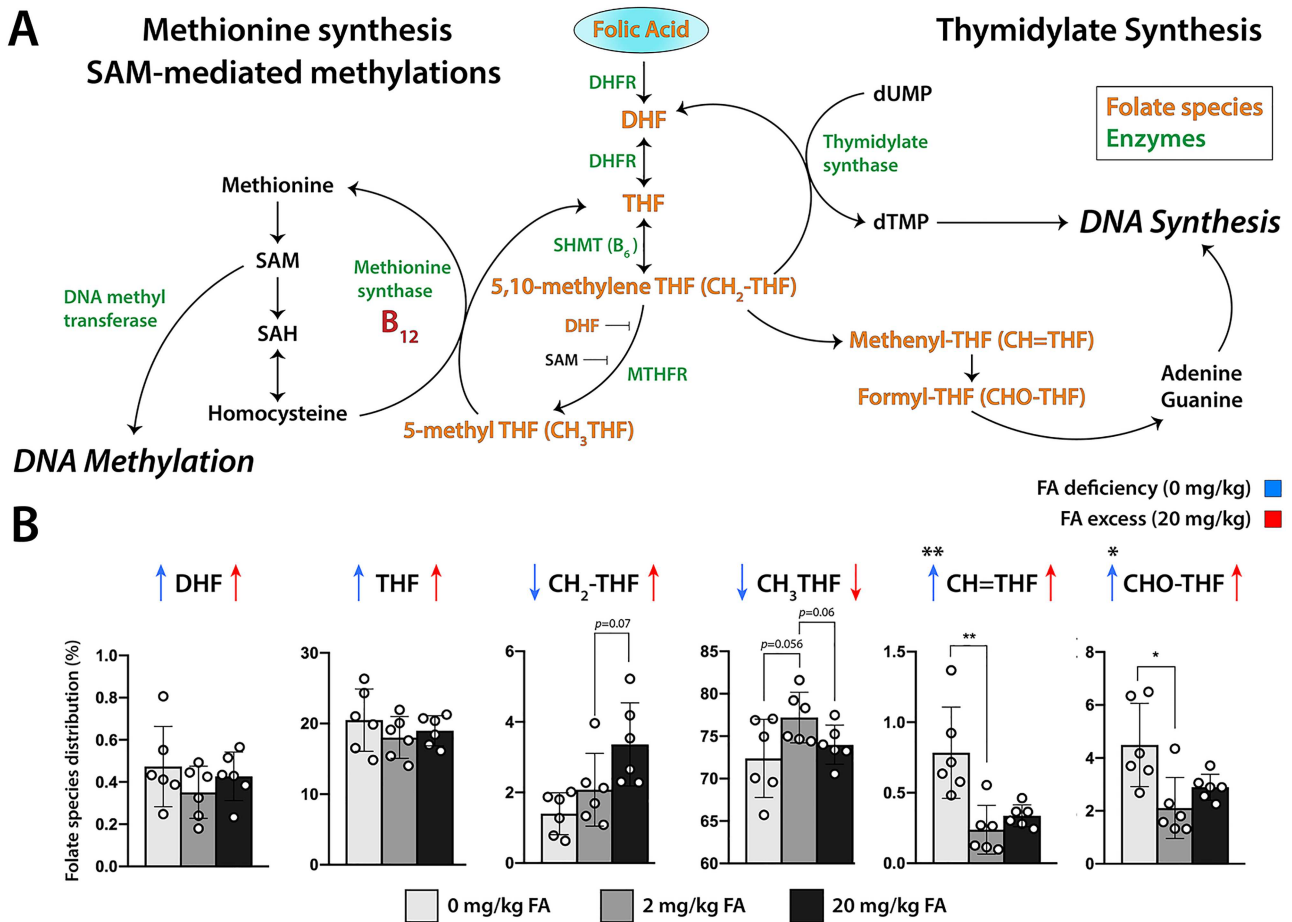 A
Methionine synthesis
SAM-mediated methylations
Folic Acid
Thymidylate Synthesis
DHFR
DHF
dUMP
Folate species
Enzymes
DHFR
Thymidylate
synthase
Methionine
THF
dTMP
DNA Synthesis
SHMT (B6)
SAM
Methionine
synthase
B12
5,10-methylene THF (CH2-THF)
DNA methyl
transferase
DHF
SAH
SAM
MTHFR
Methenyl-THF (CH=THF)
Adenine
Guanine
Formyl-THF (CHO-THF)
Homocysteine
5-methyl THF (CH3THF)
DNA Methylation
FA deficiency (0 mg/kg)
FA excess (20 mg/kg)
B
DHF
THF
CH2-THF
CH3THF
**
CH=THF
*
CHO-THF
Folate species distribution (%)
1.0
0.8
0.6
0.4
0.2
0.0
30
20
10
0
p=0.07
6
4
2
0
p=0.056
p=0.06
85
80
75
70
65
60
**
1.5
1.0
0.5
0.0
*
8
6
4
2
0
0 mg/kg FA
2 mg/kg FA
20 mg/kg FA